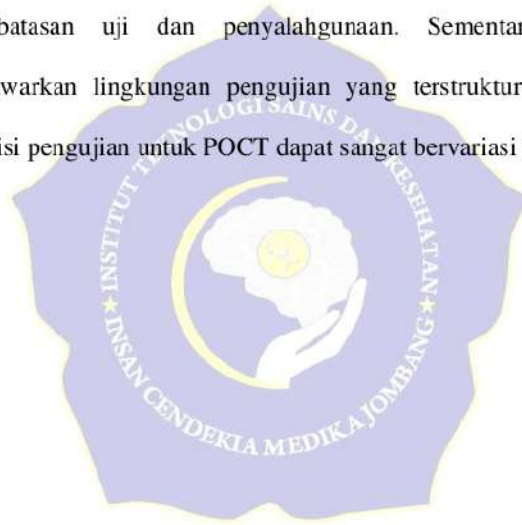 batasan uji dan penyalahgunaan. Sementar
warkan lingkungan pengujian yang terstruktur
isi pengujian untuk POCT dapat sangat bervariasi
INSTITUT TEKNOLOGI SAINS DAN KESEHATAN
INSAN CENDEKIA MEDIKA JOMBANG